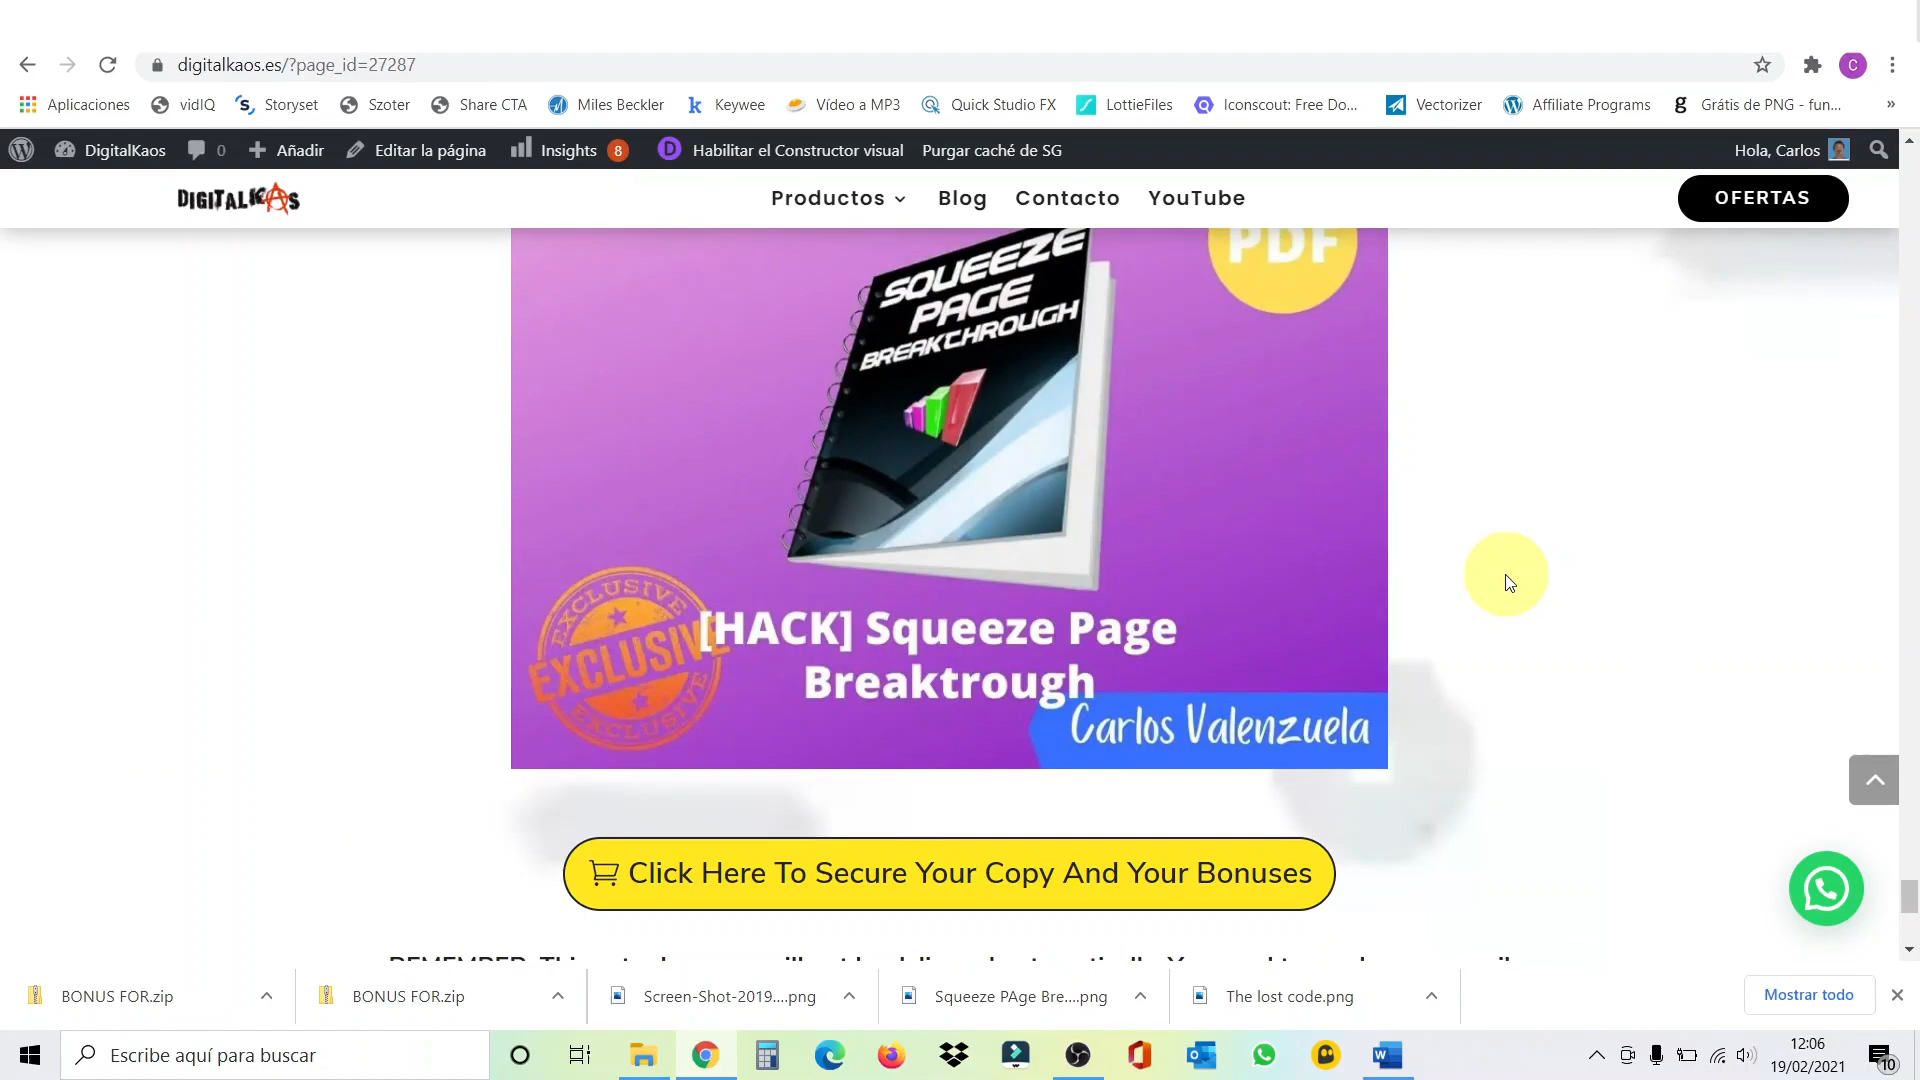 digitalkaos.es/?page_id=27287
C
Aplicaciones
vidIQ
Storyset
Szoter
Share CTA
Miles Beckler
Keywee
Vídeo a MP3
Quick Studio FX
LottieFiles
Iconscout: Free Do...
Vectorizer
Affiliate Programs
Grátis de PNG - fun...
»
DigitalKaos
0
Añadir
Editar la página
Insights
8
D
Habilitar el Constructor visual
Purgar caché de SG
Hola, Carlos
DIGITALKAOS
Productos
Blog
Contacto
YouTube
OFERTAS
PDF
SQUEEZE
PAGE
BREAKTHROUGH
EXCLUSIVE
EXCLUSIVE
EXCLUSIVE
[HACK] Squeeze Page
Breaktrough
Carlos Valenzuela
Click Here To Secure Your Copy And Your Bonuses
BONUS FOR.zip
BONUS FOR.zip
Screen-Shot-2019....png
Squeeze PAge Bre....png
The lost code.png
Mostrar todo
Escribe aquí para buscar
12:06
19/02/2021
10